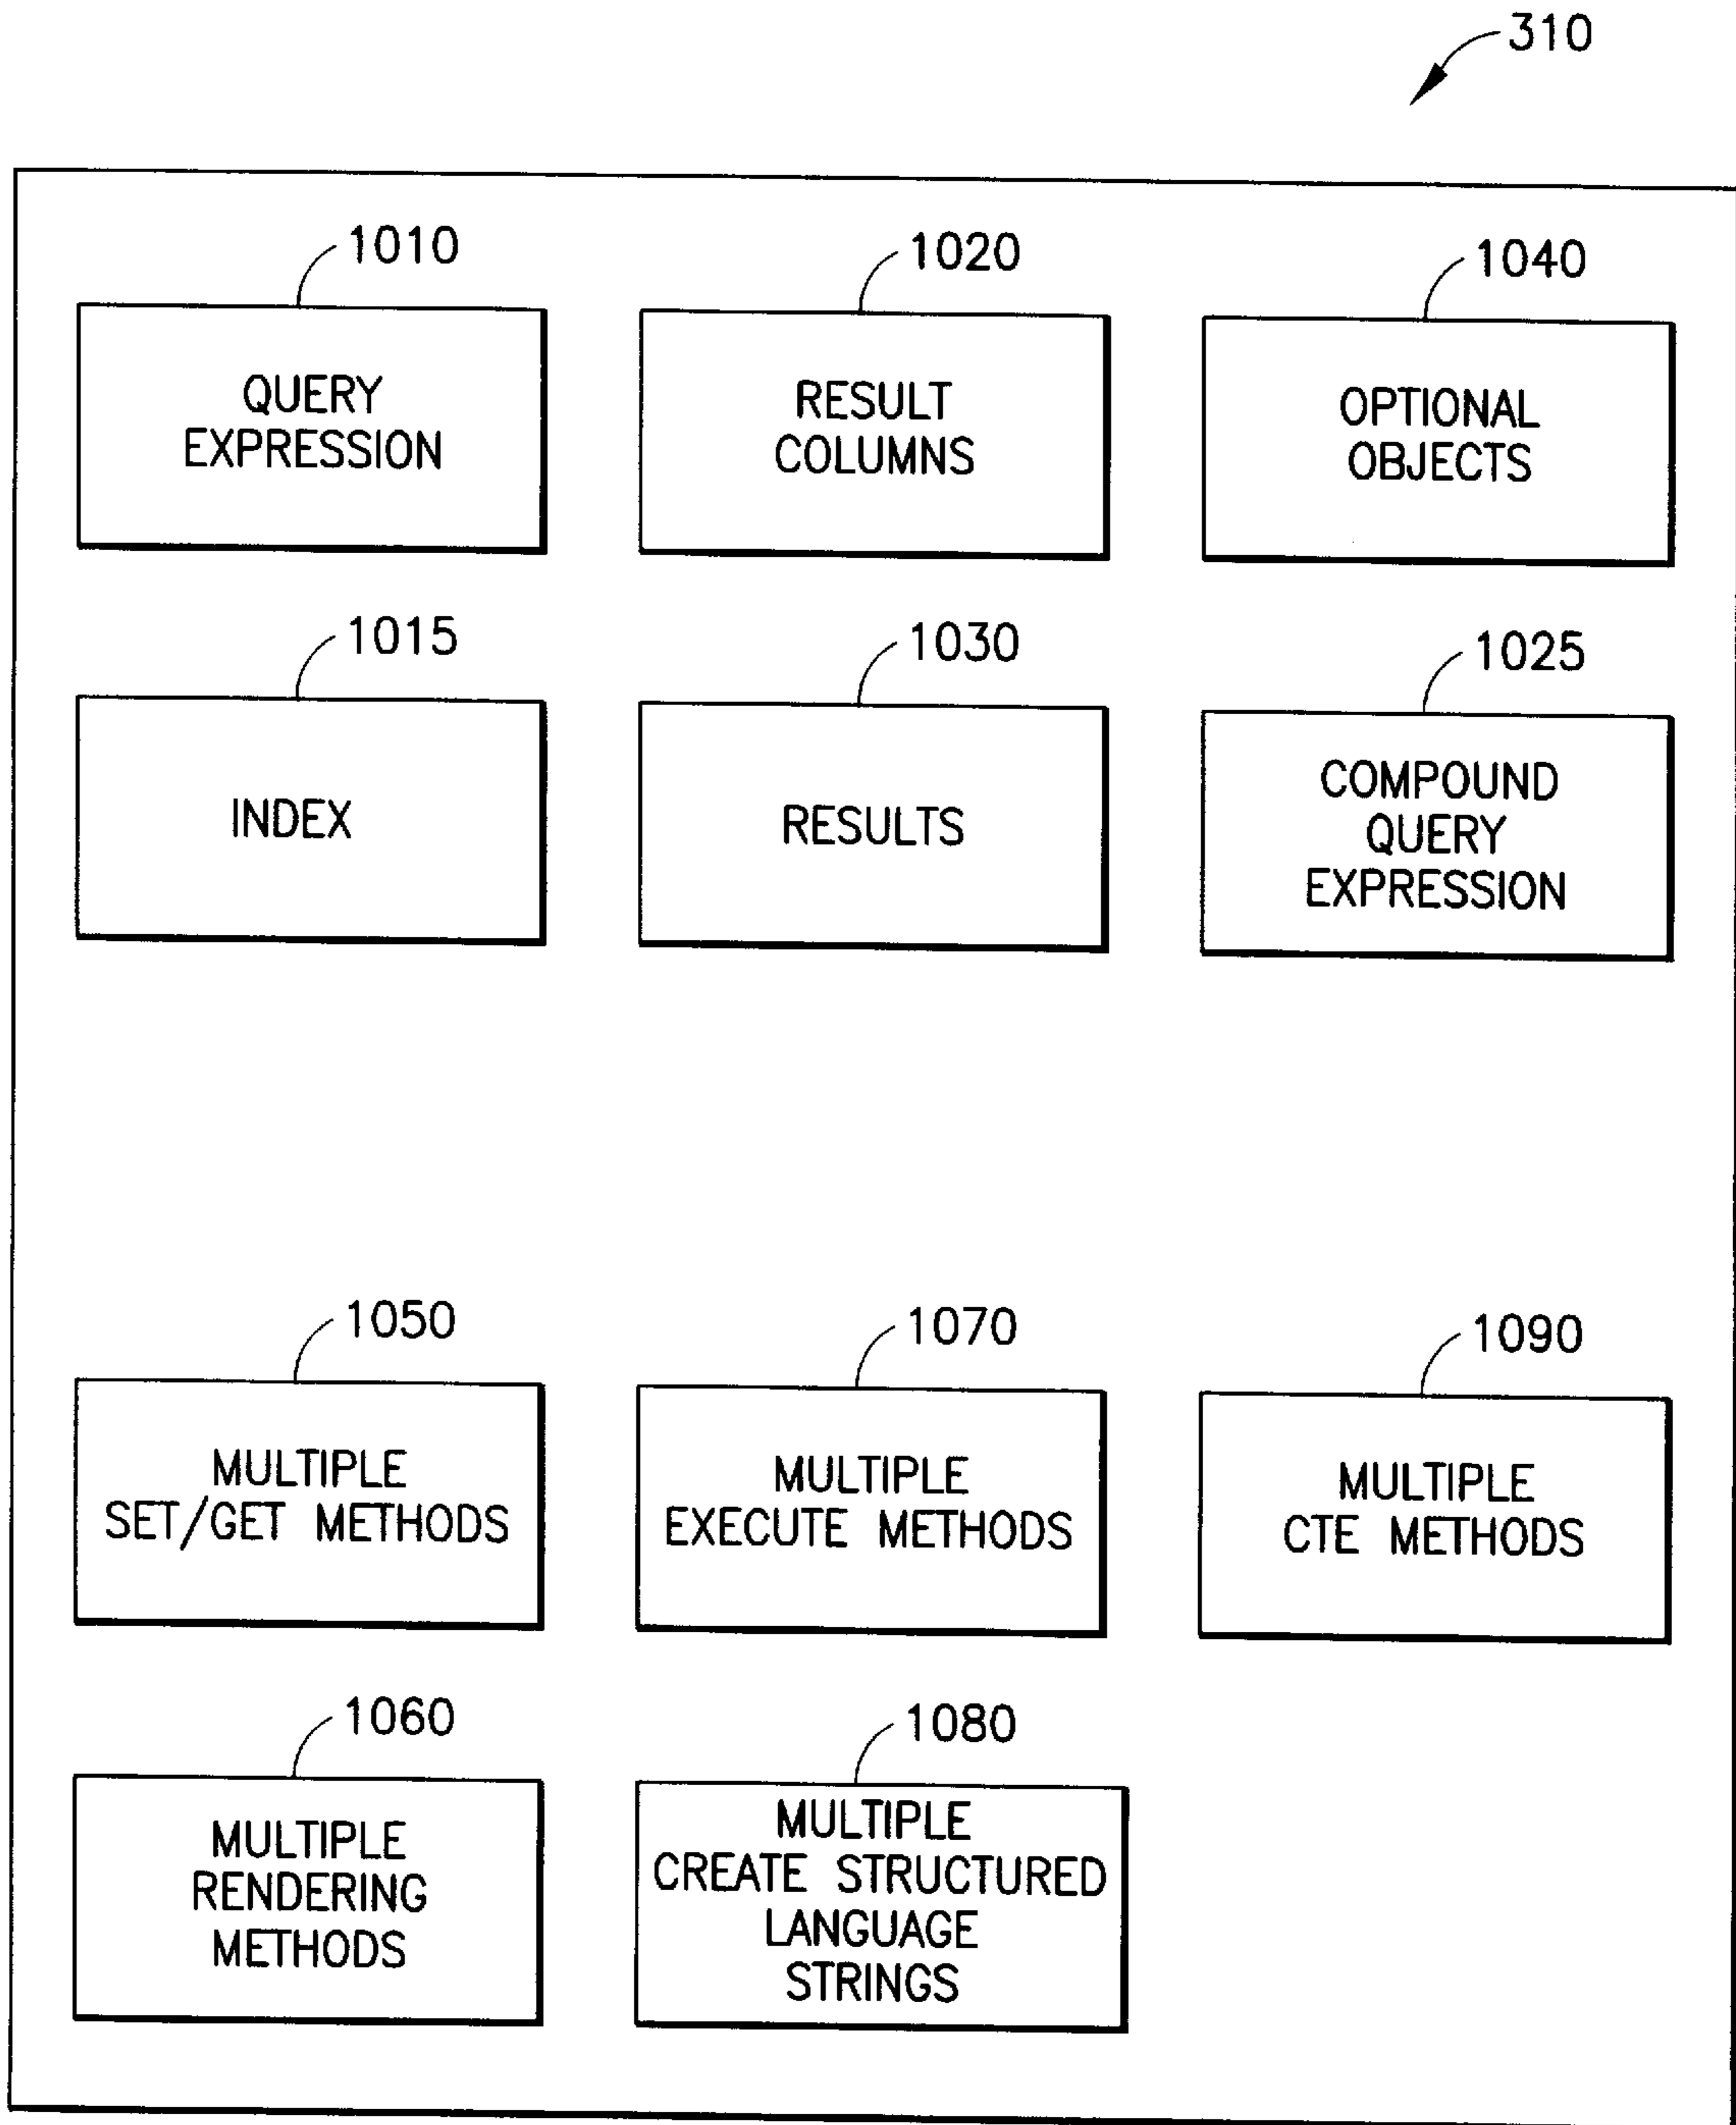 310
1010
QUERY
EXPRESSION
1020
RESULT
COLUMNS
1040
OPTIONAL
OBJECTS
1015
INDEX
1030
RESULTS
1025
COMPOUND
QUERY
EXPRESSION
1050
MULTIPLE
SET/GET METHODS
1070
MULTIPLE
EXECUTE METHODS
1090
MULTIPLE
CTE METHODS
1060
MULTIPLE
RENDERING
METHODS
1080
MULTIPLE
CREATE STRUCTURED
LANGUAGE
STRINGS